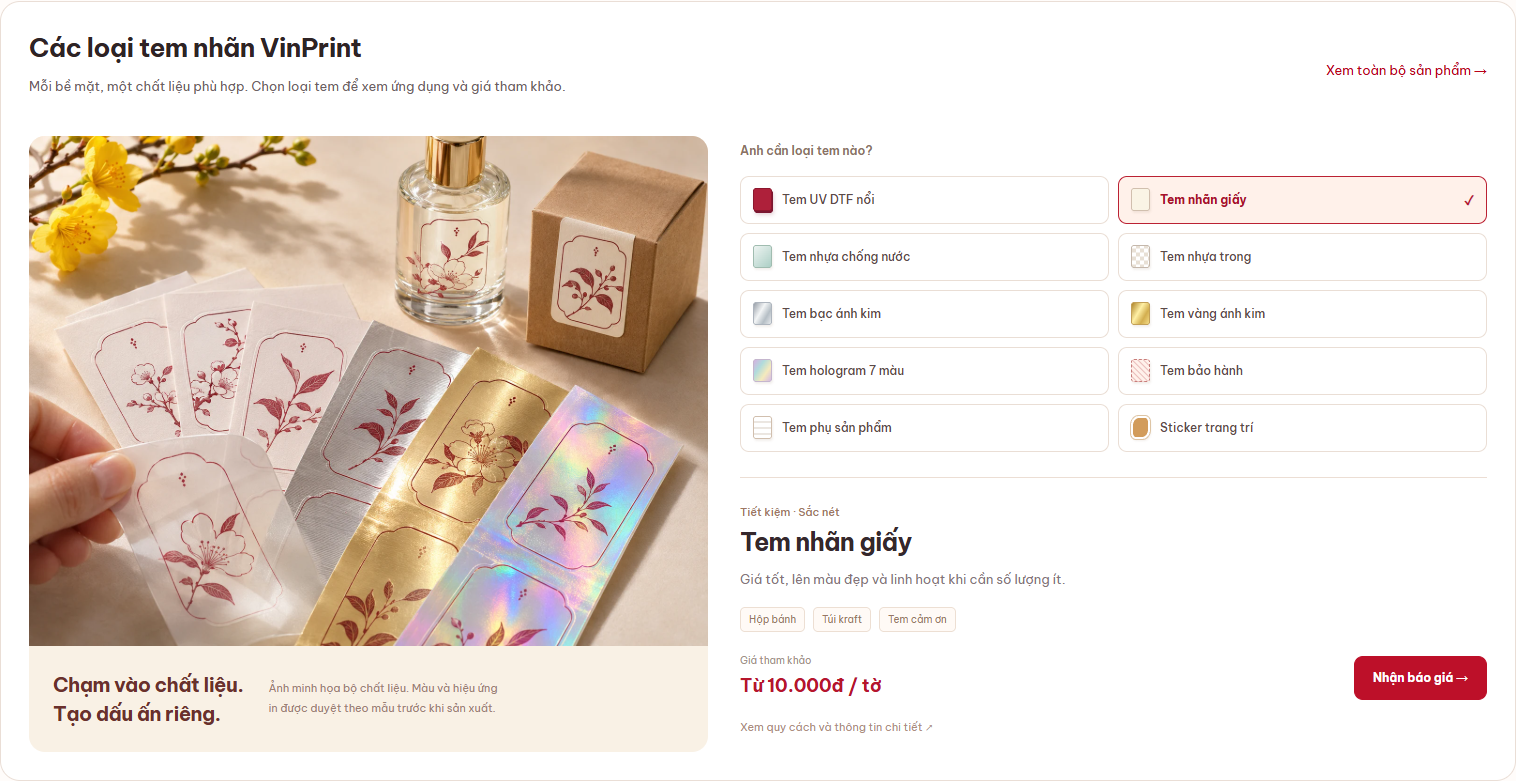 Các loại tem nhãn VinPrint
Mỗi bề mặt, một chất liệu phù hợp. Chọn loại tem để xem ứng dụng và giá tham khảo.
Xem toàn bộ sản phẩm →
Anh cần loại tem nào?
Tem UV DTF nổi
Tem nhãn giấy ✓
Tem nhựa chống nước
Tem nhựa trong
Tem bạc ánh kim
Tem vàng ánh kim
Tem hologram 7 màu
Tem bảo hành
Tem phụ sản phẩm
Sticker trang trí
Tiết kiệm · Sắc nét
Tem nhãn giấy
Giá tốt, lên màu đẹp và linh hoạt khi cần số lượng ít.
Hộp bánh
Túi kraft
Tem cảm ơn
Giá tham khảo
Từ 10.000đ / tờ
Nhận báo giá →
Xem quy cách và thông tin chi tiết ↗
Chạm vào chất liệu.
Tạo dấu ấn riêng.
Ảnh minh họa bộ chất liệu. Màu và hiệu ứng
in được duyệt theo mẫu trước khi sản xuất.